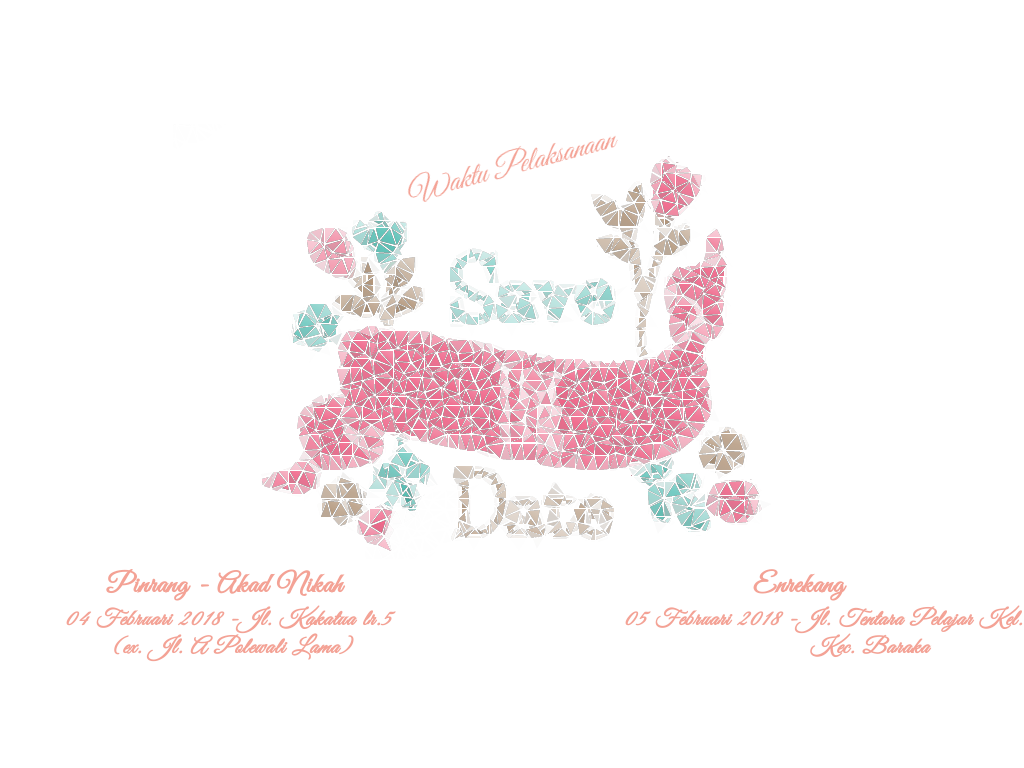 Waktu Pelaksanaan
Save
Date
Pinrang - Akad Nikah
04 Februari 2018 -Jl. Kakatua lr.5
(ex. Jl. A Polewali Lama)
Enrekang
05 Februari 2018 -Jl. Tentara Pelajar Kel.
Kec. Baraka